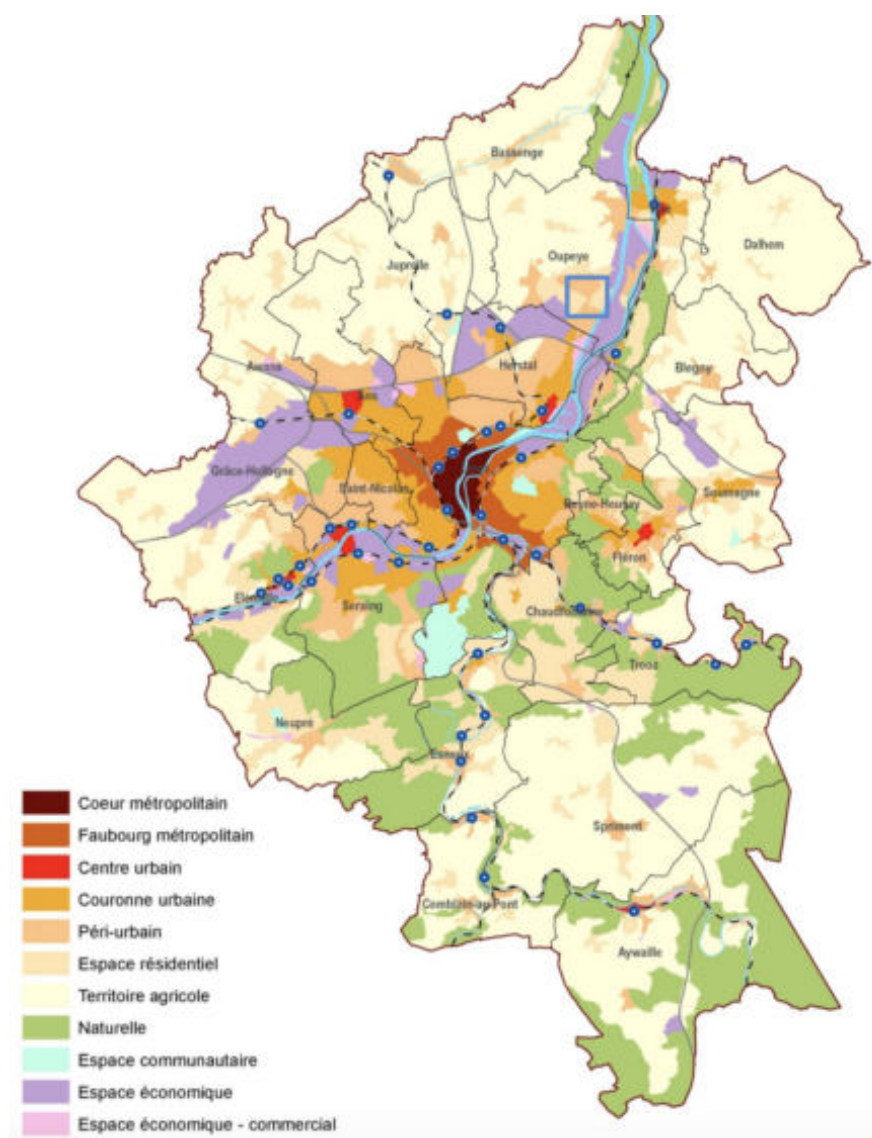 Bassenge
Dalhem
Oupeye
Juprelle
Herstal
Blegny
Awans
Ans
Grâce-Hollogne
Saint-Nicolas
Soumagne
Beyne-Heusay
Fléron
Seraing
Chaudfontaine
Trooz
Neupré
Esneux
Coeur métropolitain
Faubourg métropolitain
Sprimont
Centre urbain
Couronne urbaine
Comblain-au-Pont
Péri-urbain
Aywaille
Espace résidentiel
Territoire agricole
Naturelle
Espace communautaire
Espace économique
Espace économique - commercial